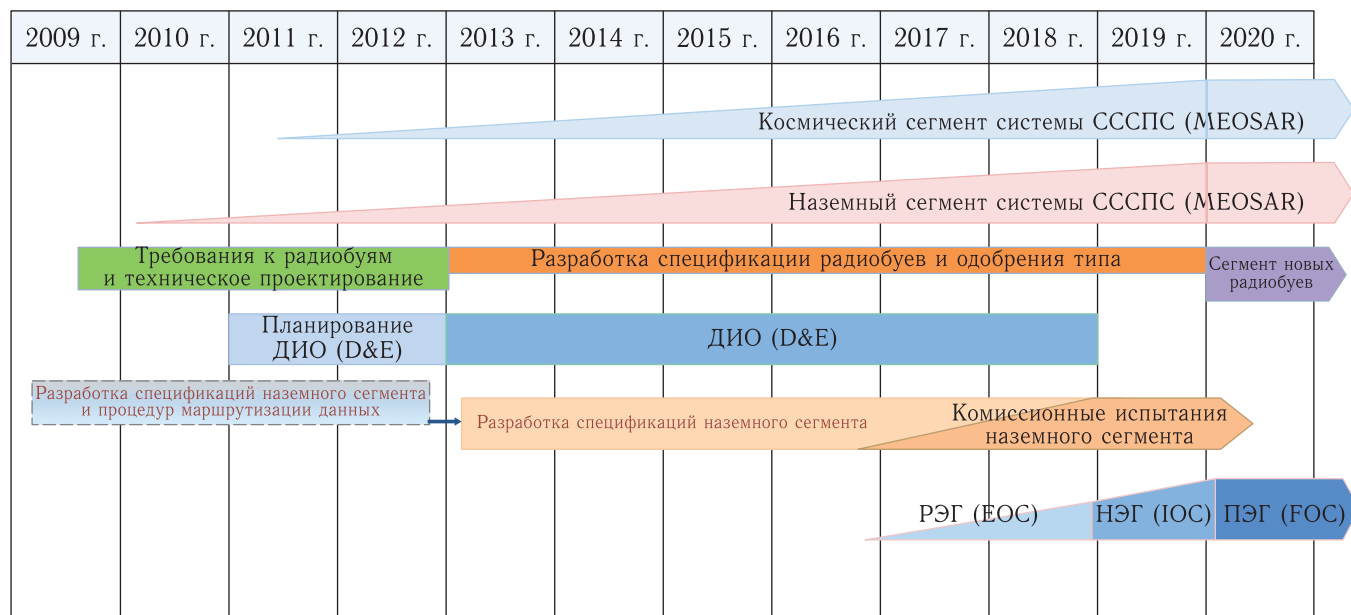 2009 г. 2010 г. 2011 г. 2012 г. 2013 г. 2014 г. 2015 г. 2016 г. 2017 г. 2018 г. 2019 г. 2020 г.
Космический сегмент системы СССПС (MEOSAR)
Наземный сегмент системы СССПС (MEOSAR)
Требования к радиобуям
и техническое проектирование
Разработка спецификации радиобуев и одобрения типа
Сегмент новых
радиобуев
Планирование
ДИО (D&E)
ДИО (D&E)
Разработка спецификаций наземного сегмента
и процедур маршрутизации данных
Разработка спецификаций наземного сегмента
Комиссионные испытания
наземного сегмента
РЭГ (EOC)
НЭГ (IOC)
ПЭГ (FOC)